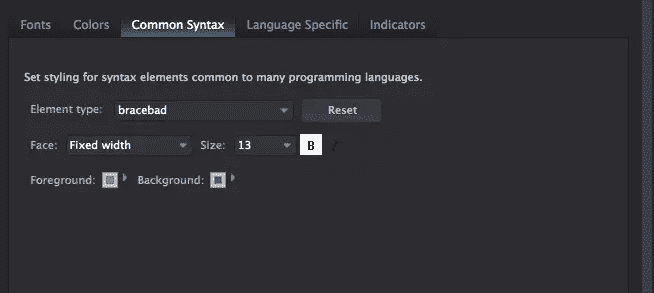 Fonts Colors Common Syntax Language Specific Indicators
Set styling for syntax elements common to many programming languages.
Element type: bracebad Reset
Face: Fixed width Size: 13 B I
Foreground: Background: